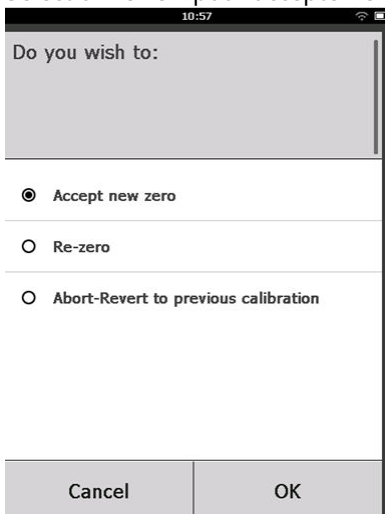 10:57
Do you wish to:
Accept new zero
Re-zero
Abort-Revert to previous calibration
Cancel
OK